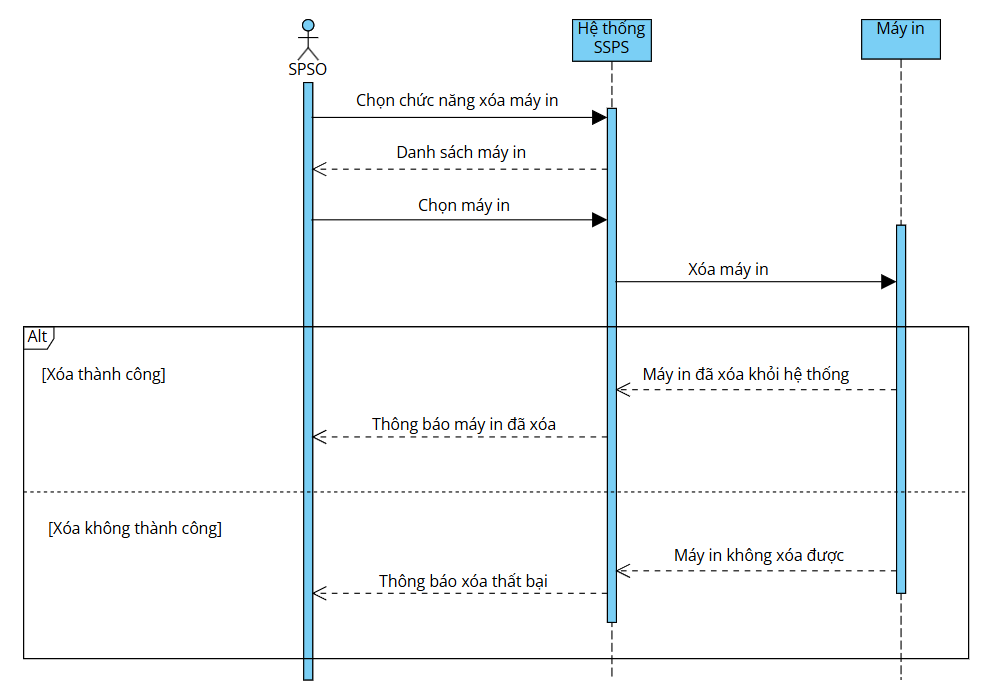 Hệ thống
SSPS
Máy in
SPSO
Chọn chức năng xóa máy in
Danh sách máy in
Chọn máy in
Xóa máy in
Alt
[Xóa thành công]
Máy in đã xóa khỏi hệ thống
Thông báo máy in đã xóa
[Xóa không thành công]
Máy in không xóa được
Thông báo xóa thất bại